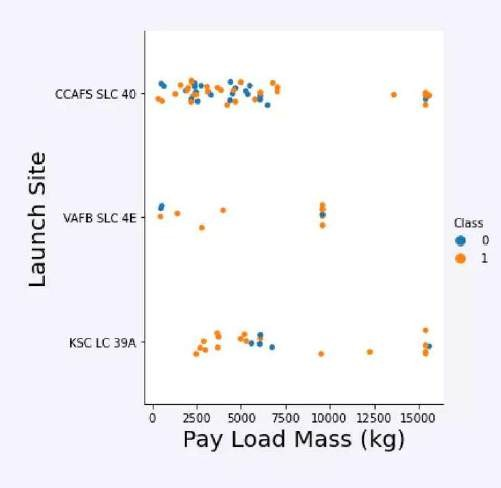 Launch Site
CCAFS SLC 40
VAFB SLC 4E
KSC LC 39A
0 2500 5000 7500 10000 12500 15000
Pay Load Mass (kg)
Class
0
1